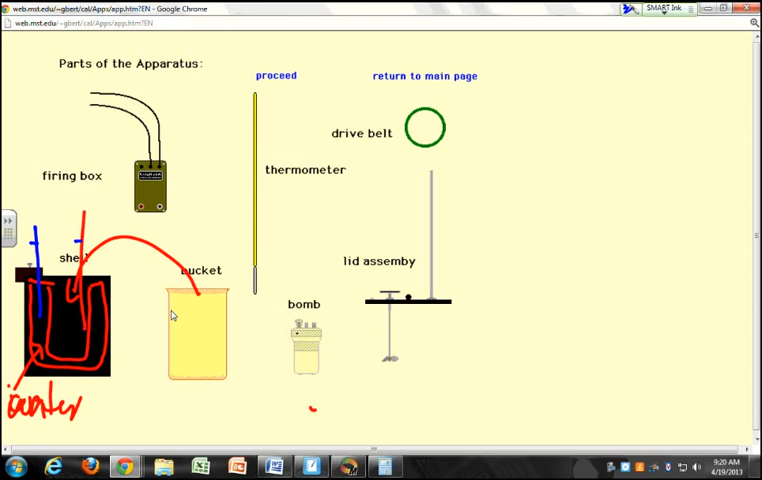 web.mst.edu/~gbert/cal/Apps/app.htm?EN - Google Chrome
SMART Ink
web.mst.edu/~gbert/cal/Apps/app.htm?EN
Parts of the Apparatus:
proceed
return to main page
drive belt
thermometer
firing box
shell
bucket
lid assemby
bomb
water
9:20 AM
4/19/2013